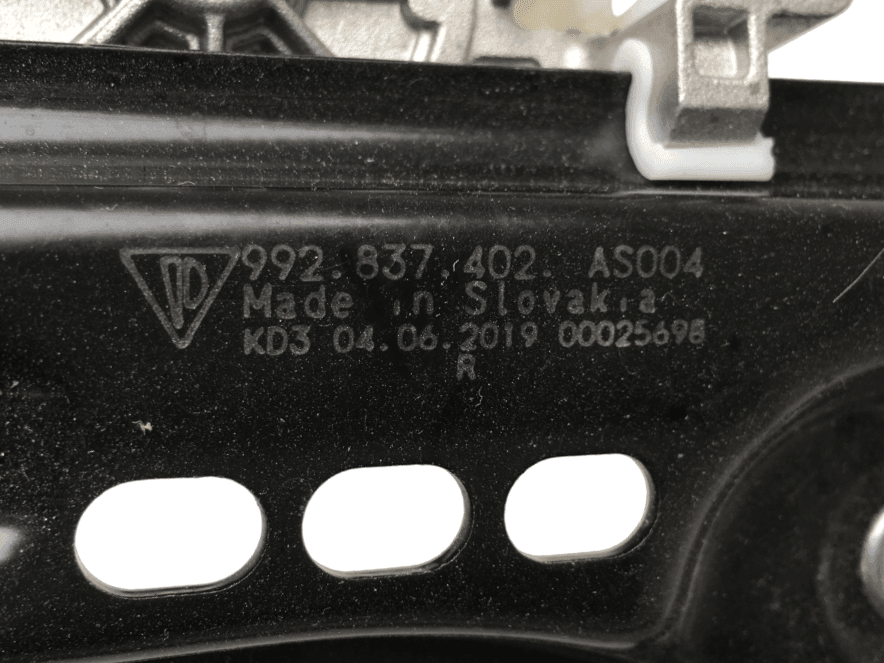 992.837.402. AS004
Made in Slovakia
KD3 04.06.2019 00025698
R